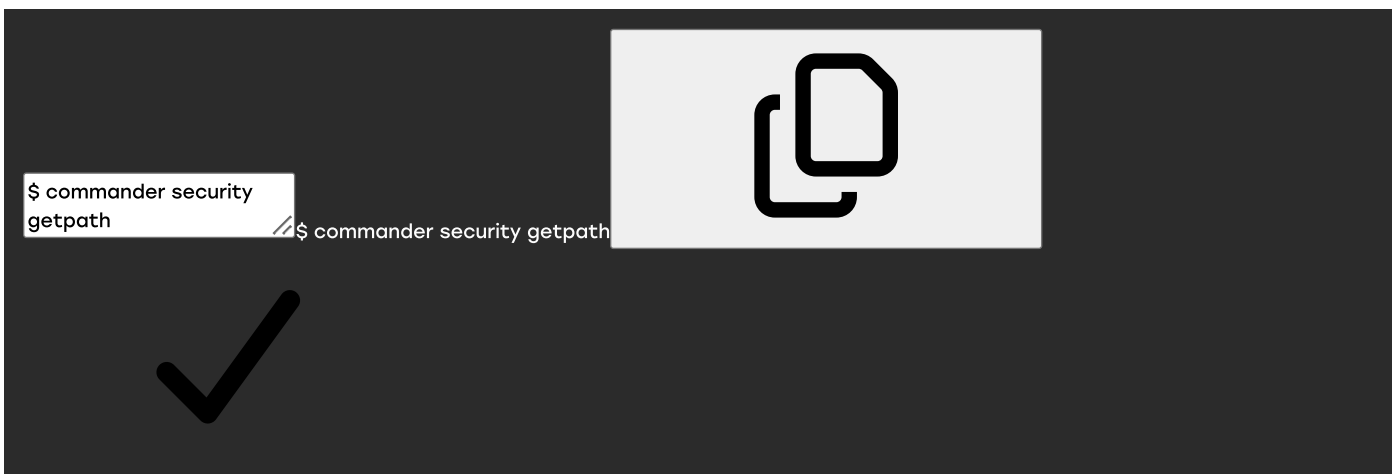 $ commander security
getpath
$ commander security getpath